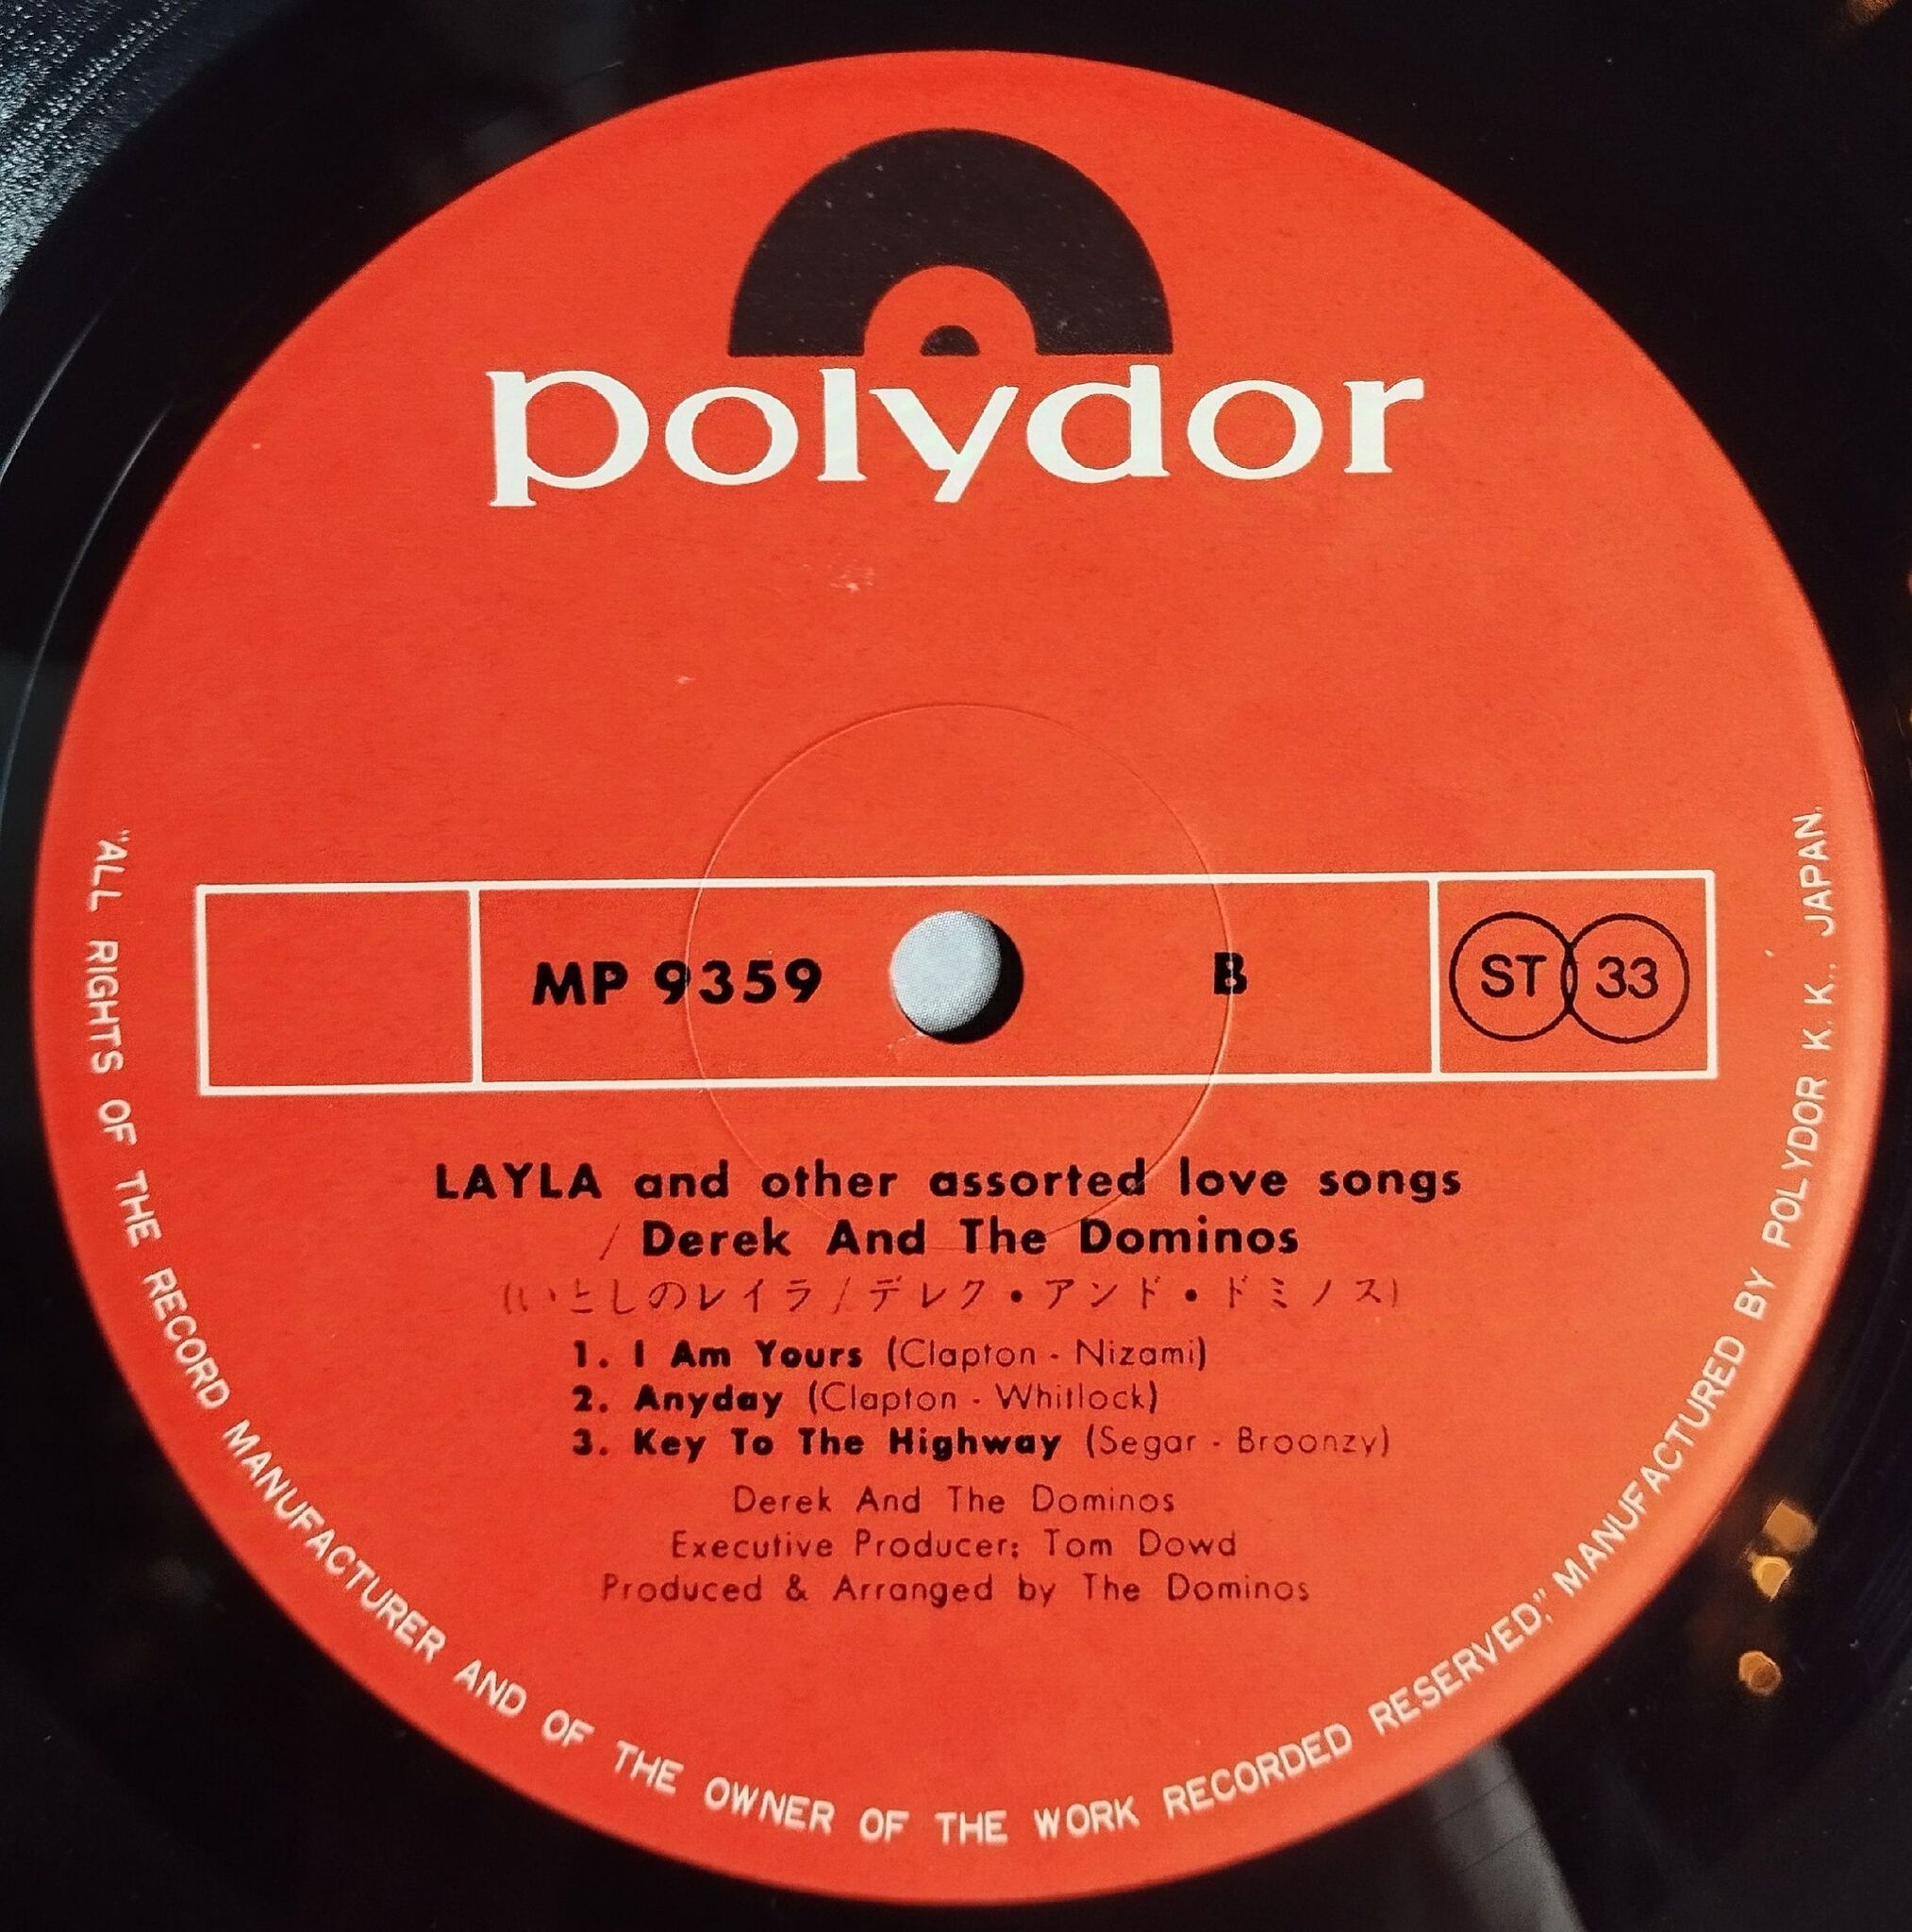 polydor
MP 9359
B
ST 33
LAYLA and other assorted love songs
/ Derek And The Dominos
(いとしのレイラ/デレク・アンド・ドミノス)
1. I Am Yours (Clapton - Nizami)
2. Anyday (Clapton - Whitlock)
3. Key To The Highway (Segar - Broonzy)
Derek And The Dominos
Executive Producer: Tom Dowd
Produced & Arranged by The Dominos
"ALL RIGHTS OF THE RECORD MANUFACTURER AND OF THE OWNER OF THE WORK RECORDED RESERVED," MANUFACTURED BY POLYDOR K. K., JAPAN.